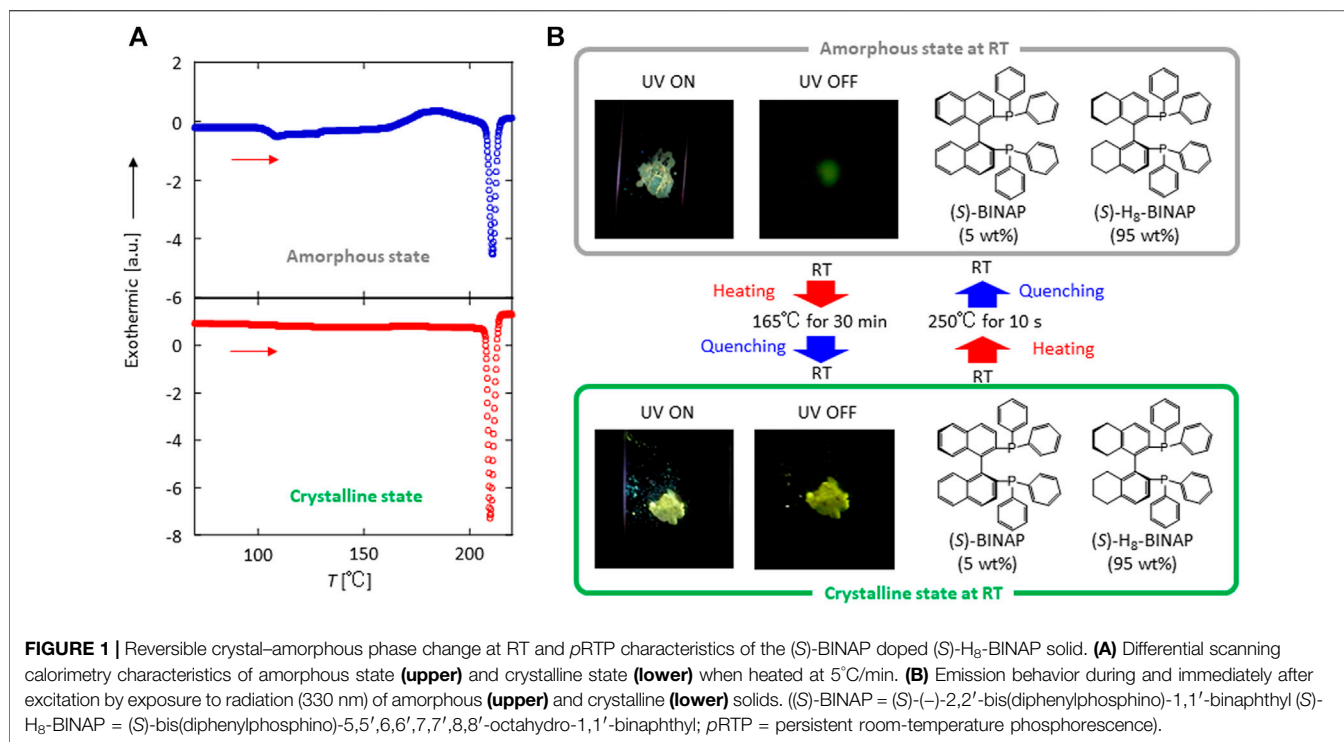 A
B
2
0
-2
-4
-6
0
-2
-4
-6
-8
100
150
200
T [°C]
Exothermic [a.u.]
Amorphous state
Crystalline state
Amorphous state at RT
UV ON
UV OFF
P
P
P
P
(S)-BINAP
(5 wt%)
(S)-H₈-BINAP
(95 wt%)
RT
RT
Heating
Quenching
165°C for 30 min
250°C for 10 s
Quenching
Heating
RT
RT
UV ON
UV OFF
P
P
P
P
(S)-BINAP
(5 wt%)
(S)-H₈-BINAP
(95 wt%)
Crystalline state at RT
FIGURE 1 | Reversible crystal–amorphous phase change at RT and pRTP characteristics of the (S)-BINAP doped (S)-H₈-BINAP solid. (A) Differential scanning
calorimetry characteristics of amorphous state (upper) and crystalline state (lower) when heated at 5°C/min. (B) Emission behavior during and immediately after
excitation by exposure to radiation (330 nm) of amorphous (upper) and crystalline (lower) solids. ((S)-BINAP = (S)-(–)-2,2′-bis(diphenylphosphino)-1,1′-binaphthyl (S)-
H₈-BINAP = (S)-bis(diphenylphosphino)-5,5′,6,6′,7,7′,8,8′-octahydro-1,1′-binaphthyl; pRTP = persistent room-temperature phosphorescence).